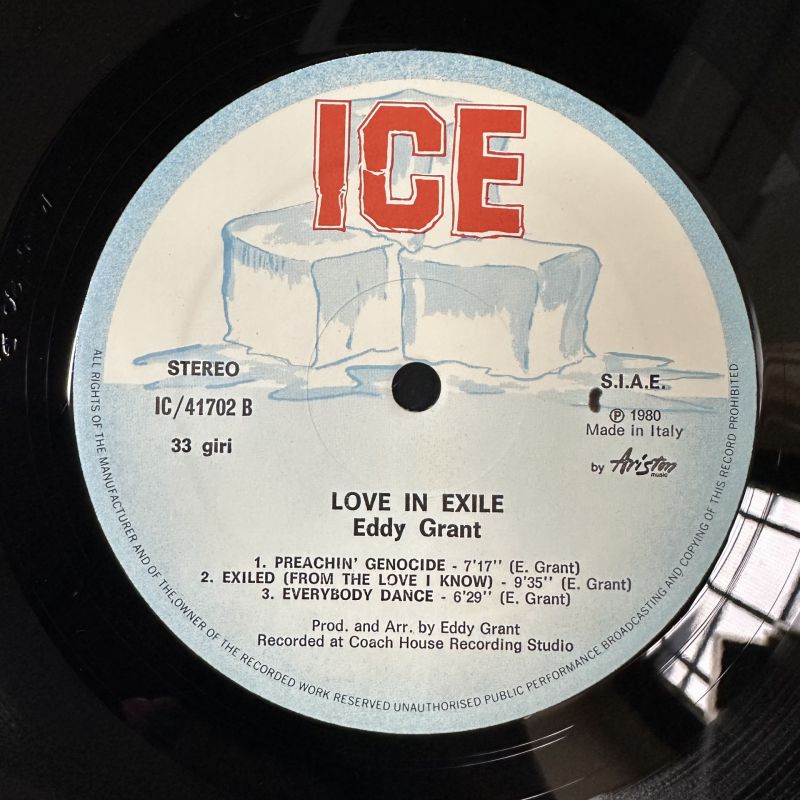 ICE
STEREO
IC/41702 B
33 giri
S.I.A.E.
Ⓟ 1980
Made in Italy
by Ariston
music
LOVE IN EXILE
Eddy Grant
1. PREACHIN' GENOCIDE - 7'17'' (E. Grant)
2. EXILED (FROM THE LOVE I KNOW) - 9'35'' (E. Grant)
3. EVERYBODY DANCE - 6'29'' (E. Grant)
Prod. and Arr. by Eddy Grant
Recorded at Coach House Recording Studio
ALL RIGHTS OF THE MANUFACTURER AND OF THE.OWNER OF THE RECORDED WORK RESERVED UNAUTHORISED PUBLIC PERFORMANCE BROADCASTING AND COPYING OF THIS RECORD PROHIBITED